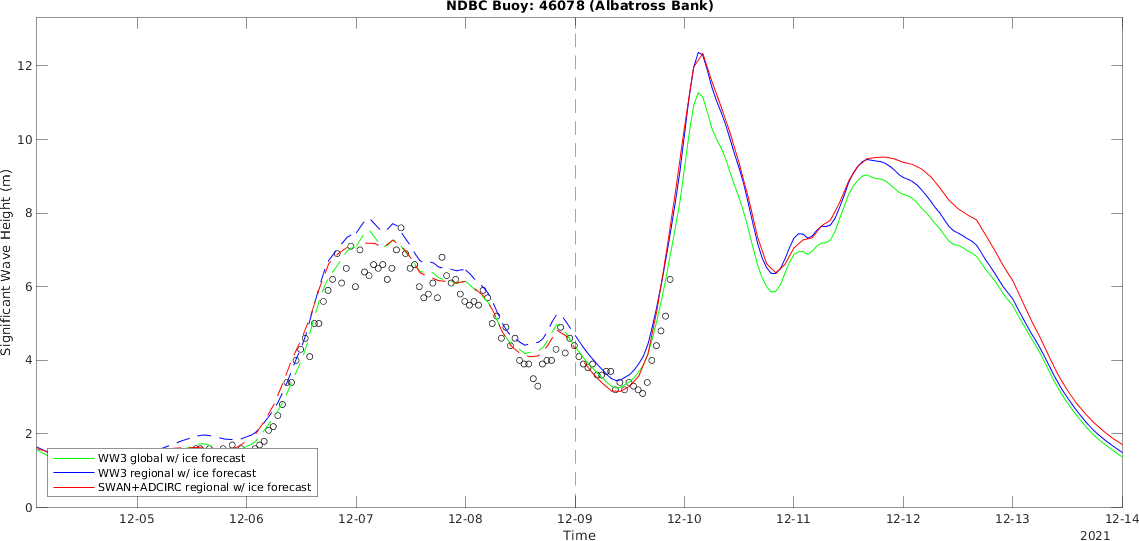 NDBC Buoy: 46078 (Albatross Bank)
Significant Wave Height (m)
12
10
8
6
4
2
0
WW3 global w/ ice forecast
WW3 regional w/ ice forecast
SWAN+ADCIRC regional w/ ice forecast
12-05 12-06 12-07 12-08 12-09 12-10 12-11 12-12 12-13 12-14
Time
2021